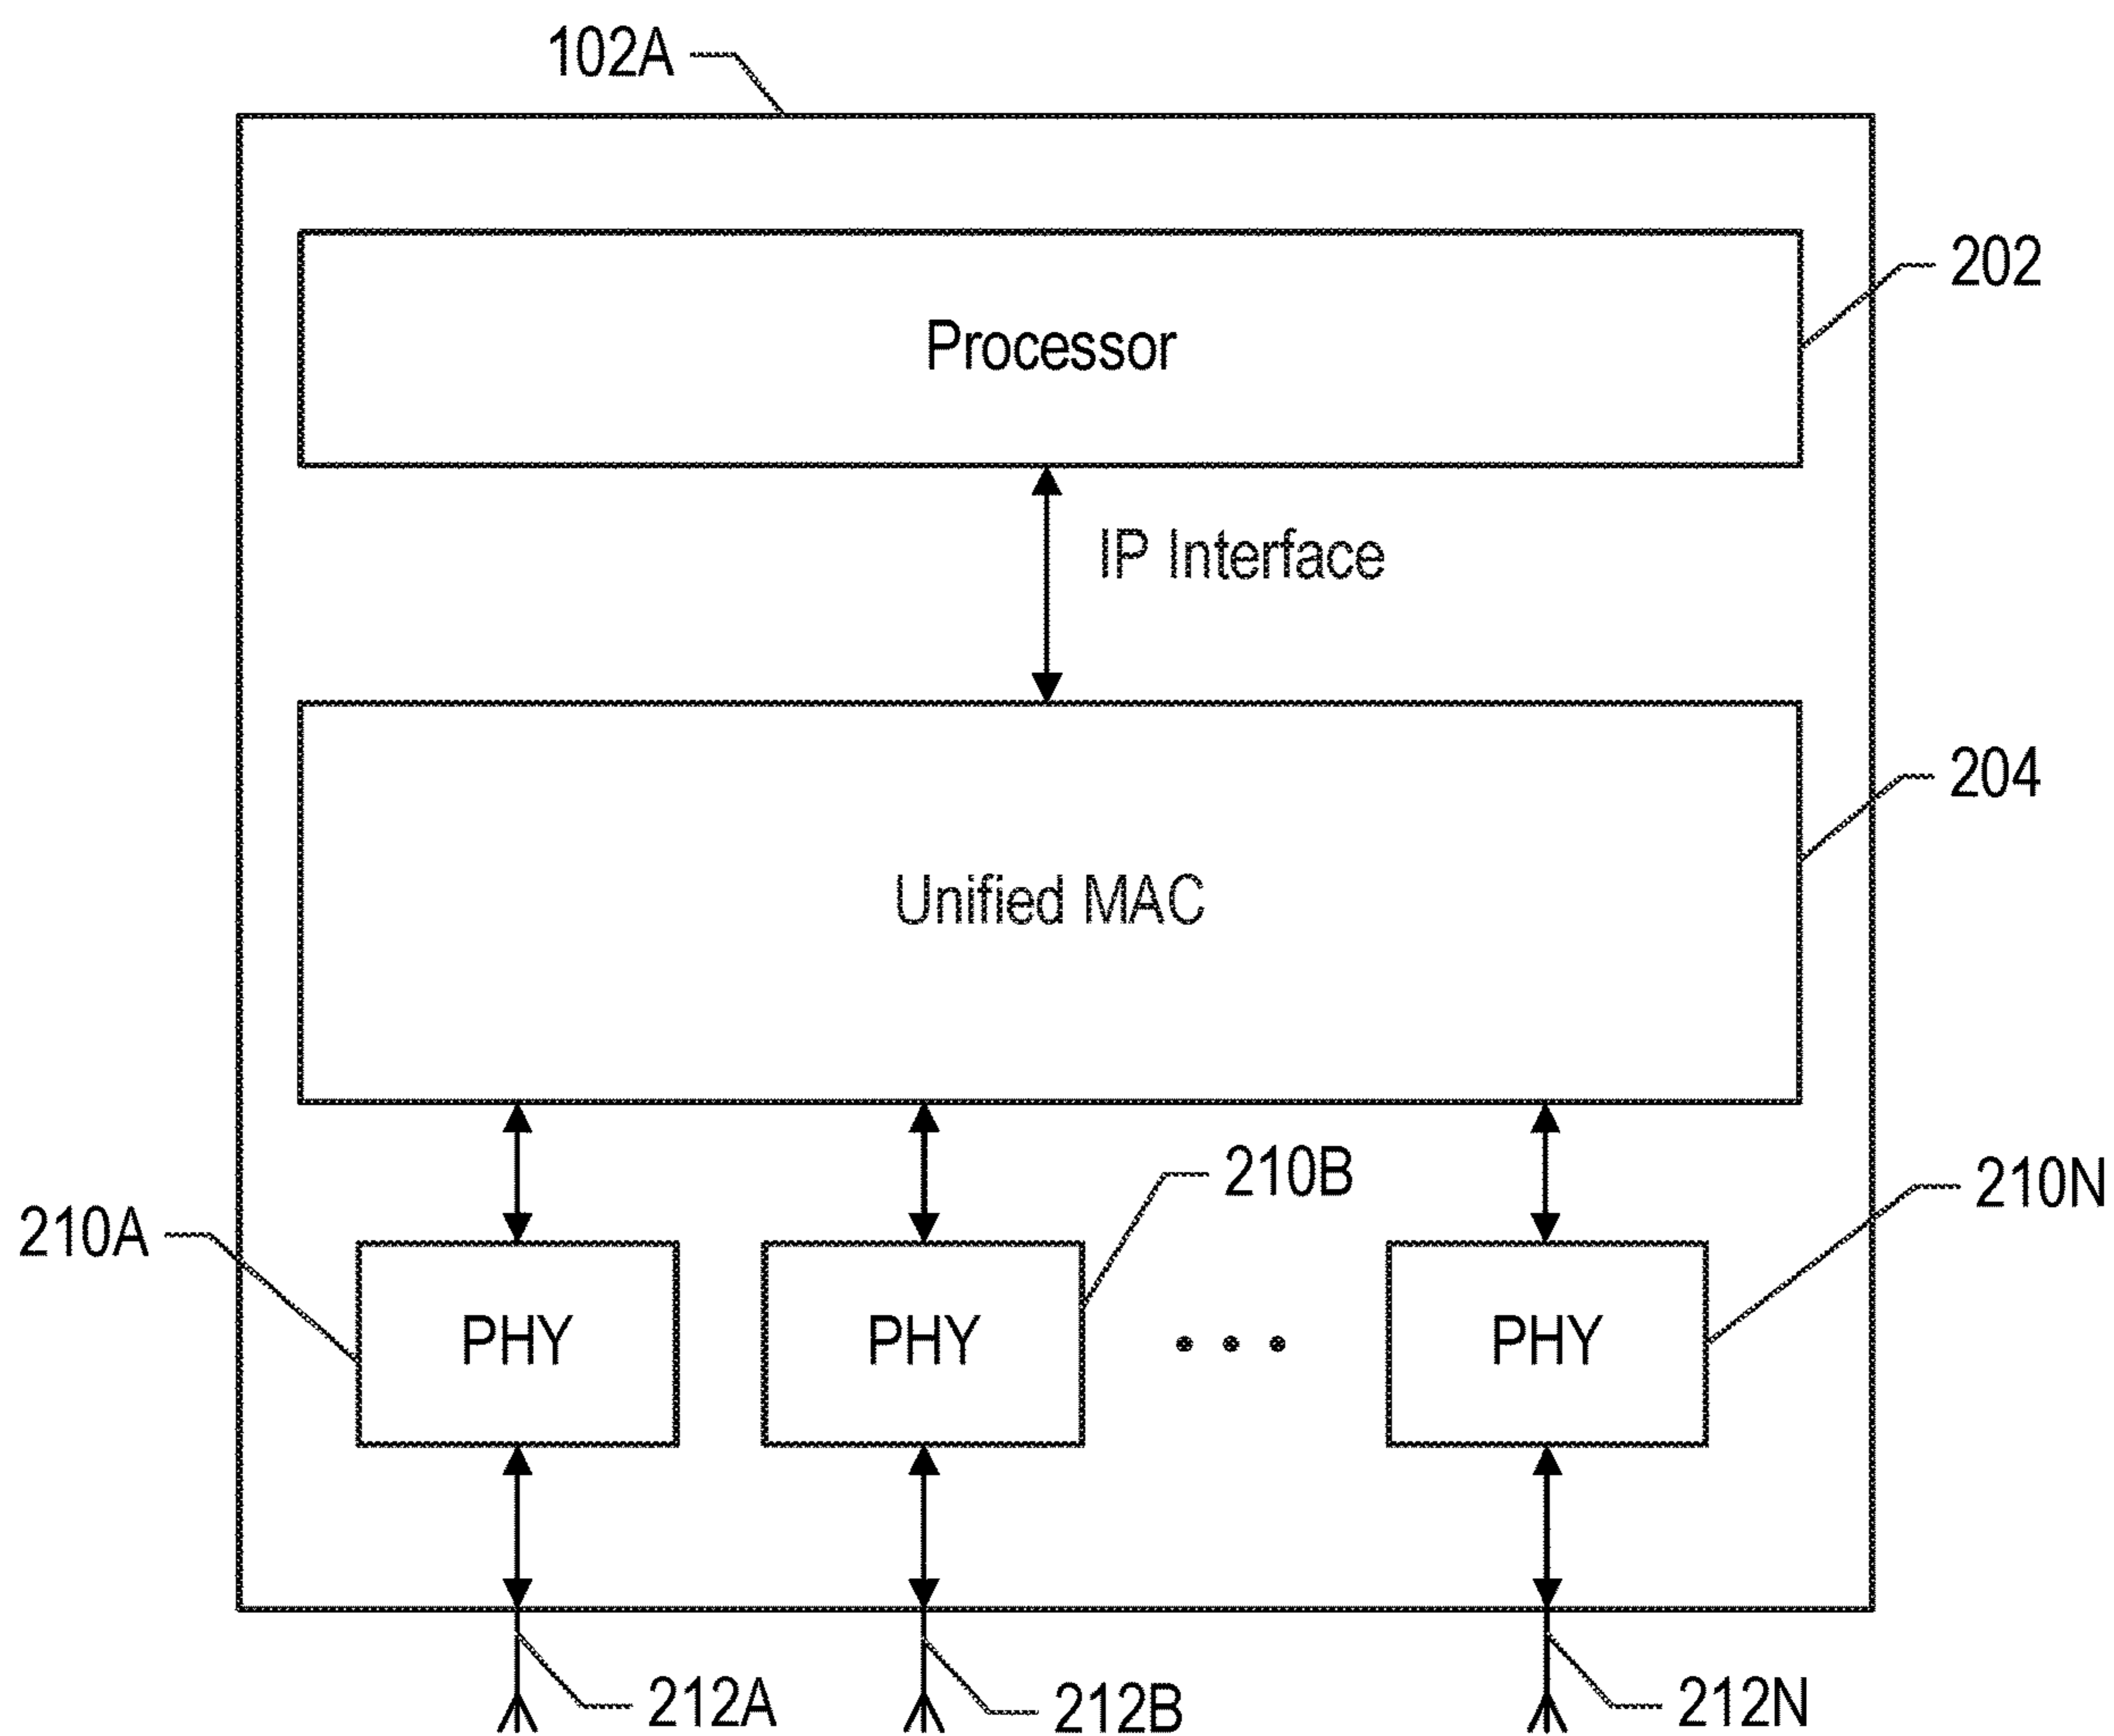 102A
202
Processor
IP Interface
204
Unified MAC
210B
210N
210A
PHY
PHY
• • •
PHY
212A
212B
212N